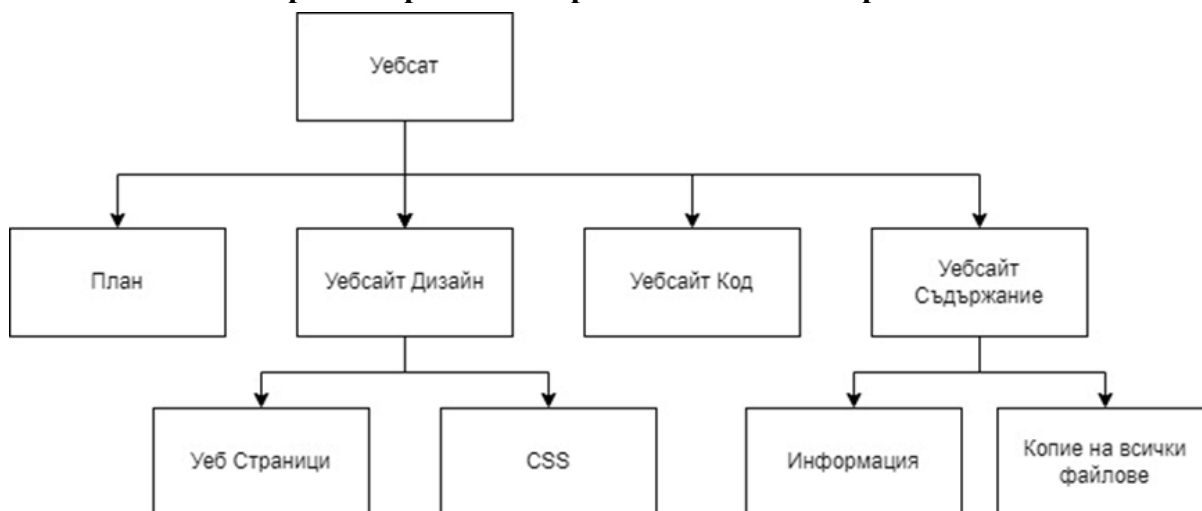 Уебсат
План
Уебсайт Дизайн
Уебсайт Код
Уебсайт
Съдържание
Уеб Страници
CSS
Информация
Копие на всички
файлове